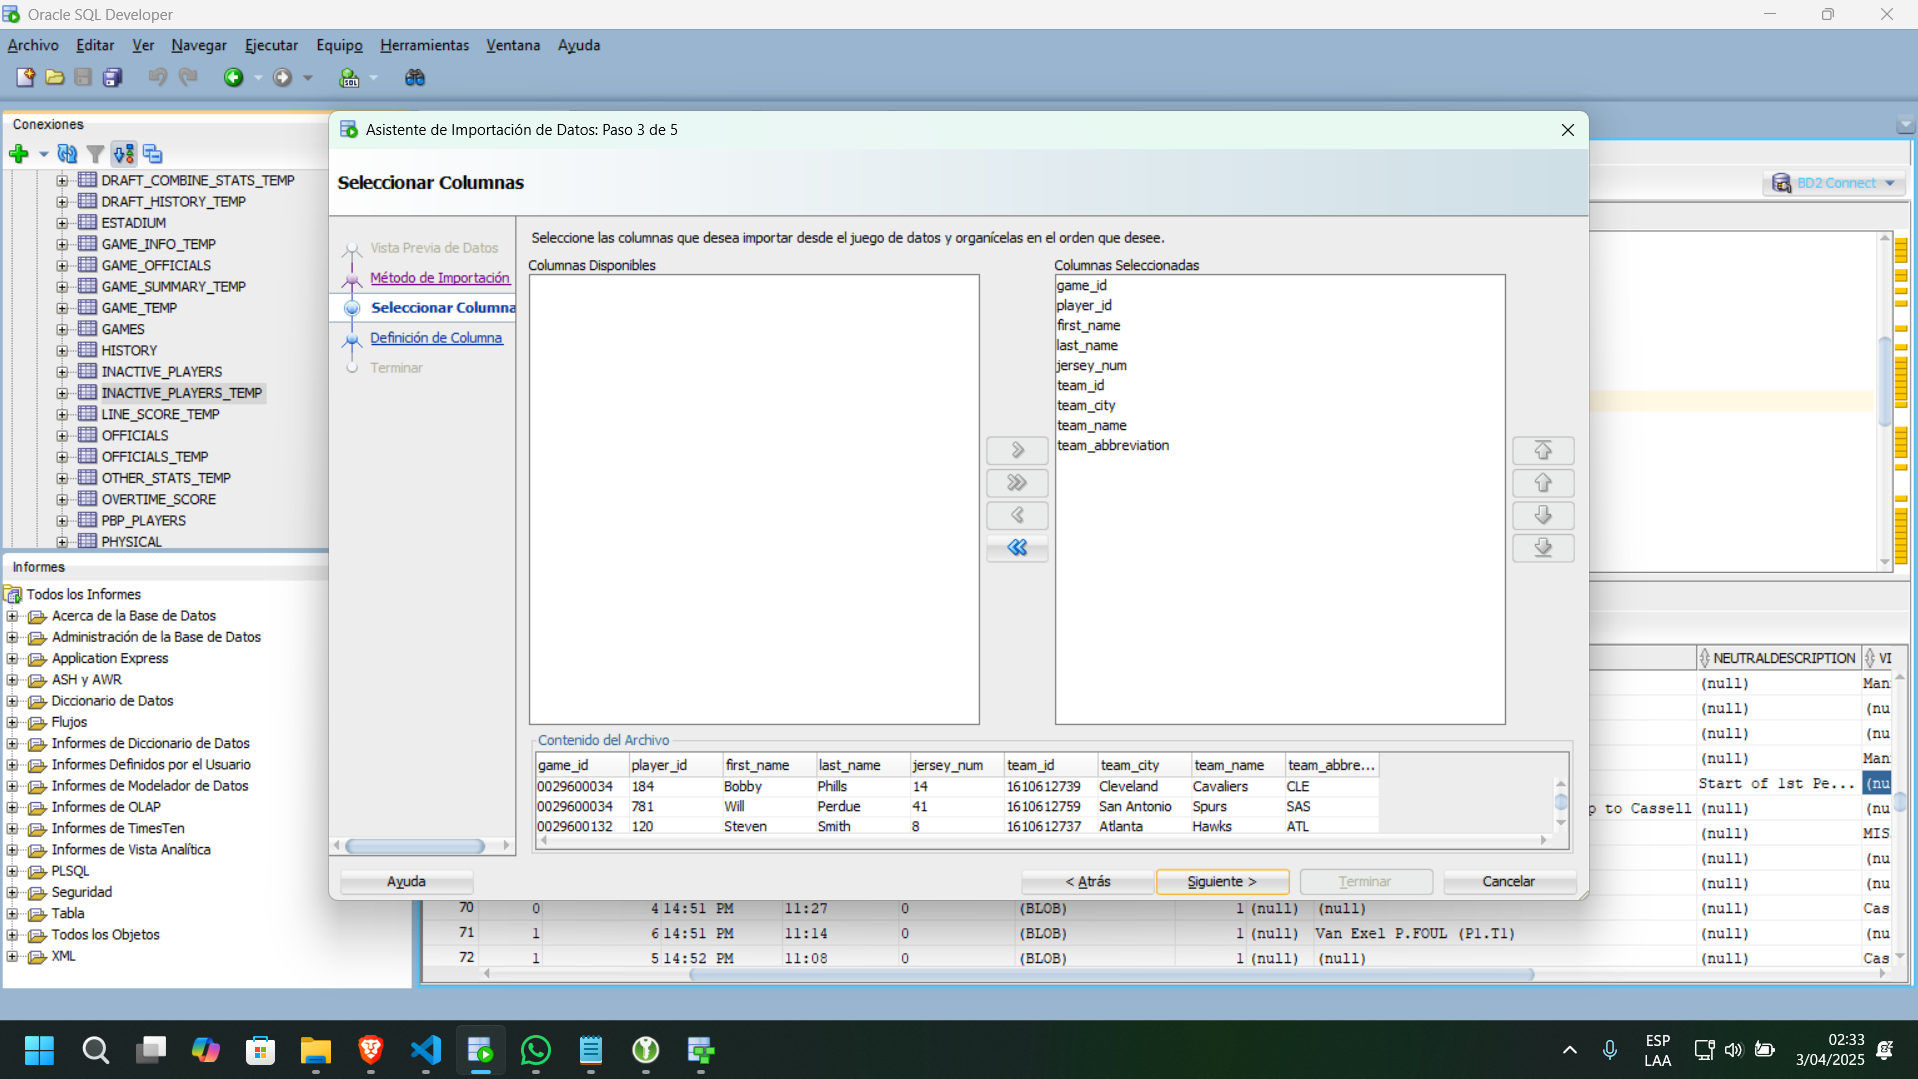 Oracle SQL Developer
Archivo Editar Ver Navegar Ejecutar Equipo Herramientas Ventana Ayuda
Conexiones
DRAFT_COMBINE_STATS_TEMP
DRAFT_HISTORY_TEMP
ESTADIUM
GAME_INFO_TEMP
GAME_OFFICIALS
GAME_SUMMARY_TEMP
GAME_TEMP
GAMES
HISTORY
INACTIVE_PLAYERS
INACTIVE_PLAYERS_TEMP
LINE_SCORE_TEMP
OFFICIALS
OFFICIALS_TEMP
OTHER_STATS_TEMP
OVERTIME_SCORE
PBP_PLAYERS
PHYSICAL
Informes
Todos los Informes
Acerca de la Base de Datos
Administración de la Base de Datos
Application Express
ASH y AWR
Diccionario de Datos
Flujos
Informes de Diccionario de Datos
Informes Definidos por el Usuario
Informes de Modelador de Datos
Informes de OLAP
Informes de TimesTen
Informes de Vista Analítica
PLSQL
Seguridad
Tabla
Todos los Objetos
XML
Asistente de Importación de Datos: Paso 3 de 5
Seleccionar Columnas
Vista Previa de Datos
Método de Importación
Seleccionar Columna
Definición de Columna
Terminar
Seleccione las columnas que desea importar desde el juego de datos y organícelas en el orden que desee.
Columnas Disponibles
Columnas Seleccionadas
game_id
player_id
first_name
last_name
jersey_num
team_id
team_city
team_name
team_abbreviation
Contenido del Archivo
game_id player_id first_name last_name jersey_num team_id team_city team_name team_abbre...
0029600034 184 Bobby Phills 14 1610612739 Cleveland Cavaliers CLE
0029600034 781 Will Perdue 41 1610612759 San Antonio Spurs SAS
0029600132 120 Steven Smith 8 1610612737 Atlanta Hawks ATL
Ayuda < Atrás Siguiente > Terminar Cancelar
BD2 Connect
NEUTRALDESCRIPTION VI
(null) Man
(null) (nu
(null) (nu
(null) Man
Start of 1st Pe... (nu
p to Cassell (null) (nu
(null) MIS
(null) (nu
(null) (nu
70 0 4 14:51 PM 11:27 0 (BLOB) 1 (null) (null) (null) Cas
71 1 6 14:51 PM 11:14 0 (BLOB) 1 (null) Van Exel P.FOUL (P1.T1) (null) (nu
72 1 5 14:52 PM 11:08 0 (BLOB) 1 (null) (null) (null) Cas
SQL
ESP
LAA
02:33
3/04/2025